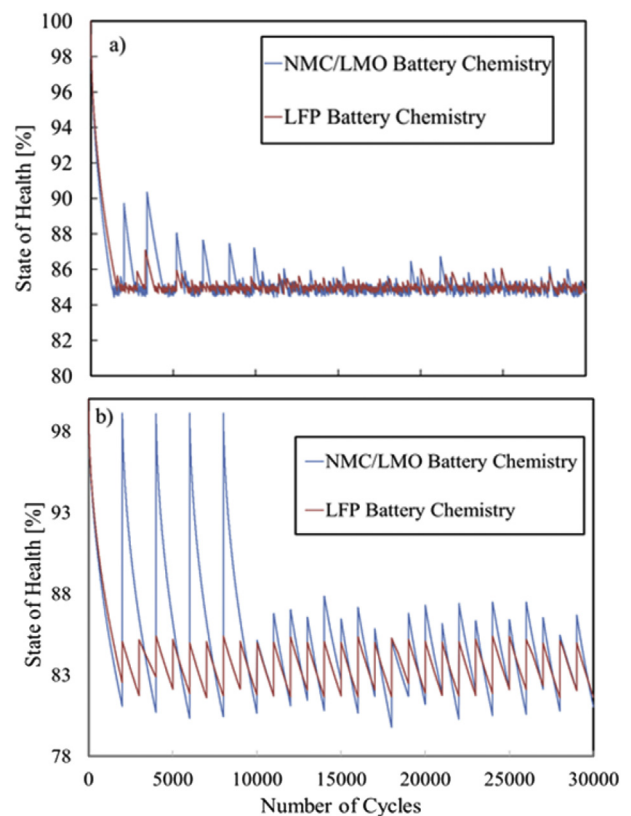 100
98
96
94
92
90
88
86
84
82
80
State of Health [%]
a)
NMC/LMO Battery Chemistry
LFP Battery Chemistry
98
93
88
83
78
State of Health [%]
b)
NMC/LMO Battery Chemistry
LFP Battery Chemistry
0 5000 10000 15000 20000 25000 30000
Number of Cycles